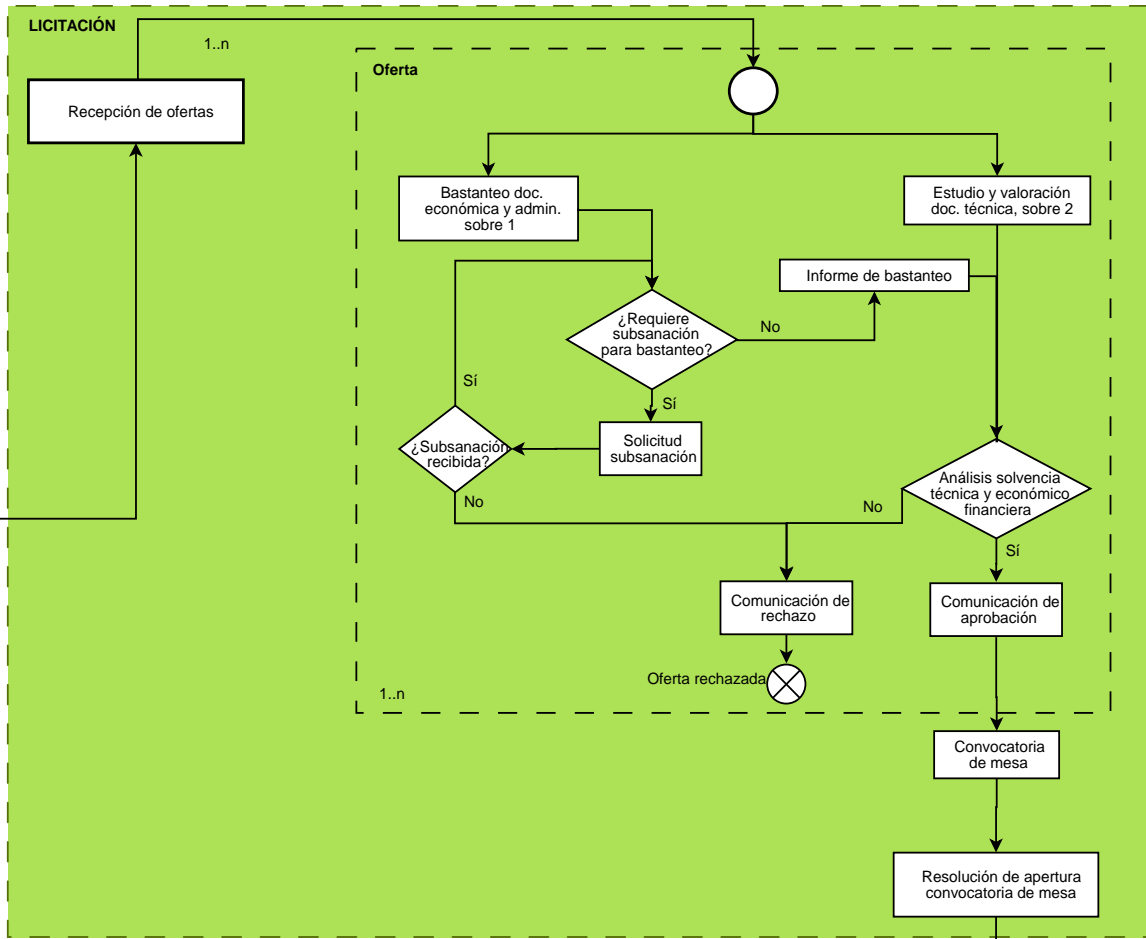 LICITACIÓN
1..n
Recepción de ofertas
Oferta
Bastanteo doc.
económica y admin.
sobre 1
Estudio y valoración
doc. técnica, sobre 2
Informe de bastanteo
¿Requiere
subsanación
para bastanteo?
No
Sí
Sí
¿Subsanación
recibida?
Solicitud
subsanación
No
Análisis solvencia
técnica y económico
financiera
No
Sí
Comunicación de
rechazo
Comunicación de
aprobación
Oferta rechazada
1..n
Convocatoria
de mesa
Resolución de apertura
convocatoria de mesa